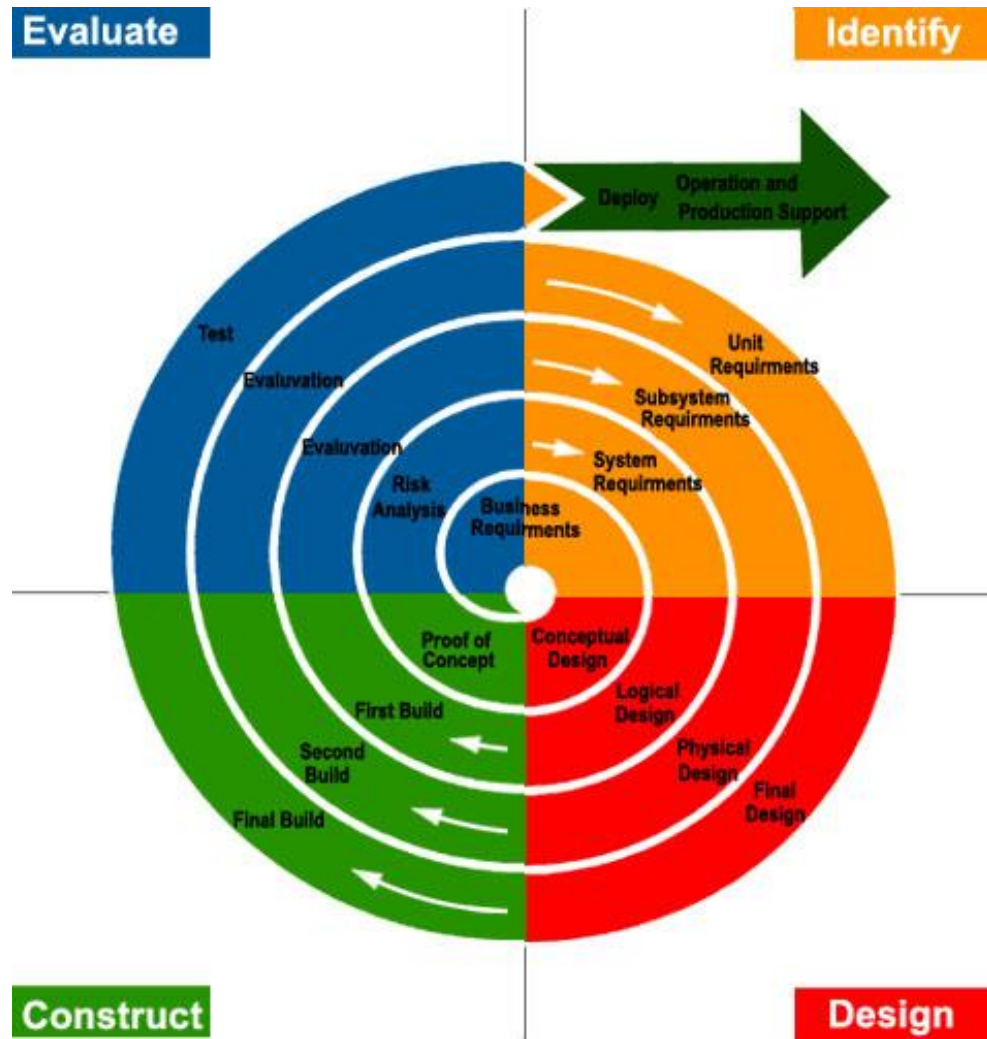 Evaluate
Identify
Deploy
Operation and
Production Support
Test
Evaluvation
Evaluvation
Risk
Analysis
Business
Requirments
Unit
Requirments
Subsystem
Requirments
System
Requirments
Proof of
Concept
First Build
Second
Build
Final Build
Conceptual
Design
Logical
Design
Physical
Design
Final
Design
Construct
Design